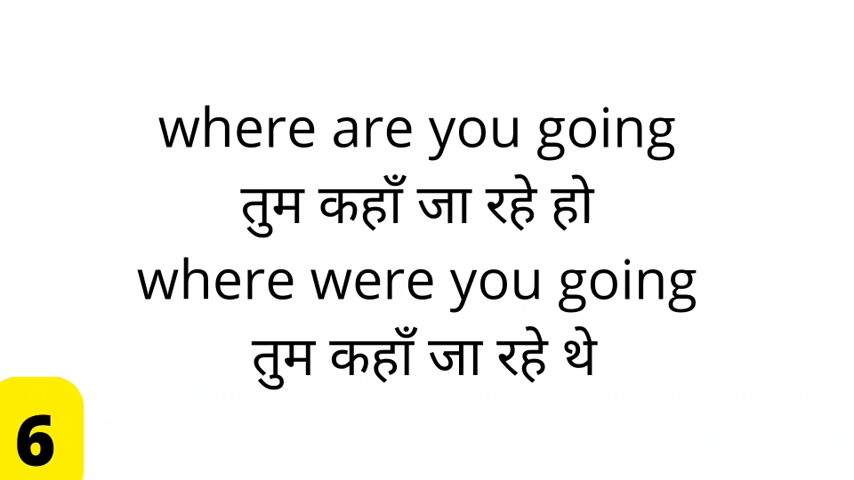 where are you going
तुम कहाँ जा रहे हो
where were you going
तुम कहाँ जा रहे थे
6